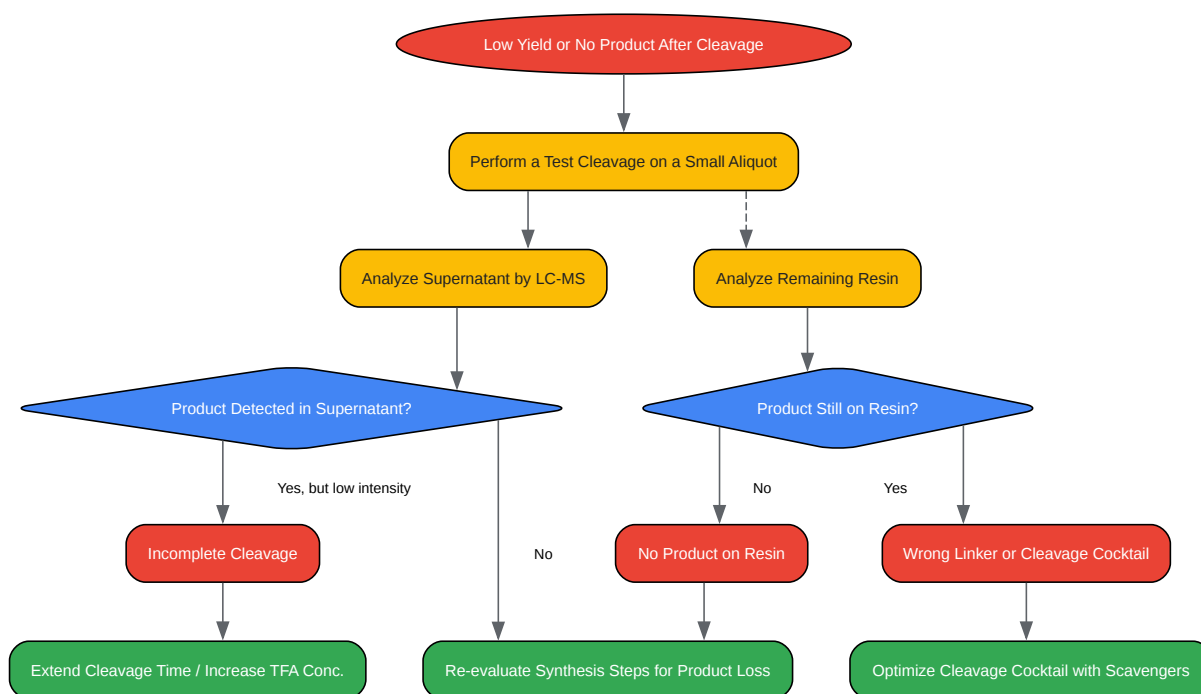 Low Yield or No Product After Cleavage
Perform a Test Cleavage on a Small Aliquot
Analyze Supernatant by LC-MS
Analyze Remaining Resin
Product Detected in Supernatant?
Product Still on Resin?
Yes, but low intensity
No
Yes
Incomplete Cleavage
No
No Product on Resin
Wrong Linker or Cleavage Cocktail
Extend Cleavage Time / Increase TFA Conc.
Re-evaluate Synthesis Steps for Product Loss
Optimize Cleavage Cocktail with Scavengers